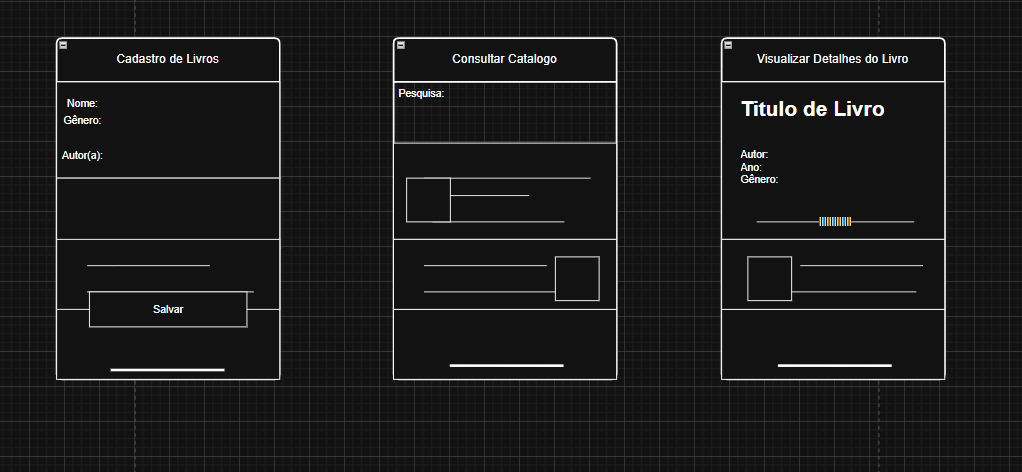 Cadastro de Livros
Nome:
Gênero:
Autor(a):
Salvar
Consultar Catalogo
Pesquisa:
Visualizar Detalhes do Livro
Titulo de Livro
Autor:
Ano:
Gênero: